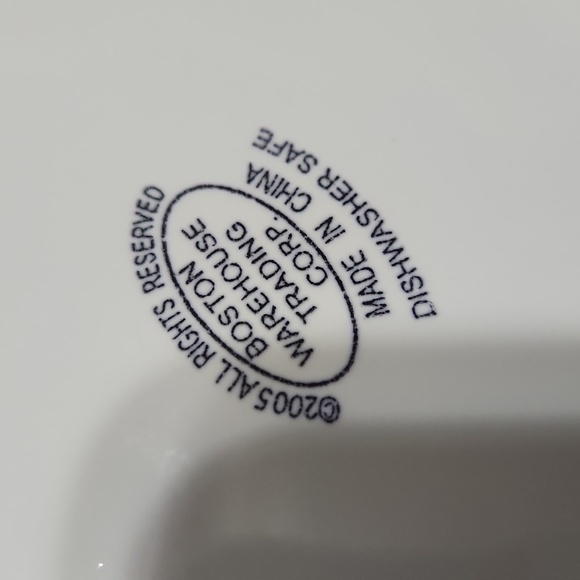 ©2005 ALL RIGHTS RESERVED
BOSTON
WAREHOUSE
TRADING
CORP.
MADE IN CHINA
DISHWASHER SAFE